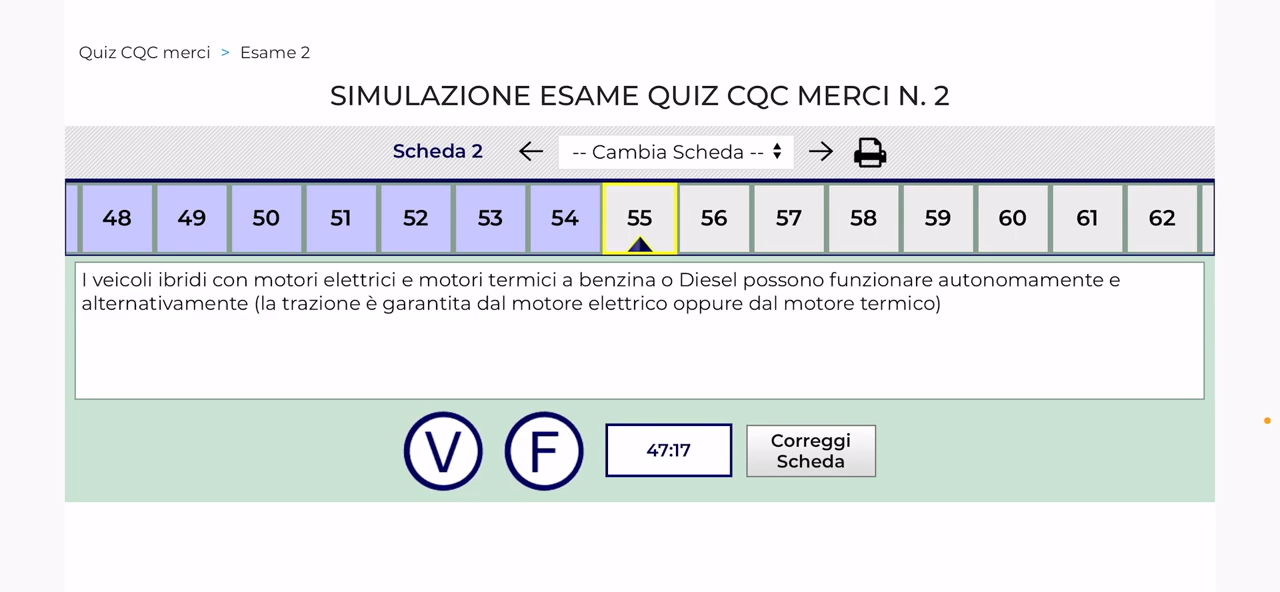 Quiz CQC merci > Esame 2
SIMULAZIONE ESAME QUIZ CQC MERCI N. 2
Scheda 2 ← -- Cambia Scheda -- →
48 49 50 51 52 53 54 55 56 57 58 59 60 61 62
I veicoli ibridi con motori elettrici e motori termici a benzina o Diesel possono funzionare autonomamente e
alternativamente (la trazione è garantita dal motore elettrico oppure dal motore termico)
V F 47:17 Correggi
Scheda